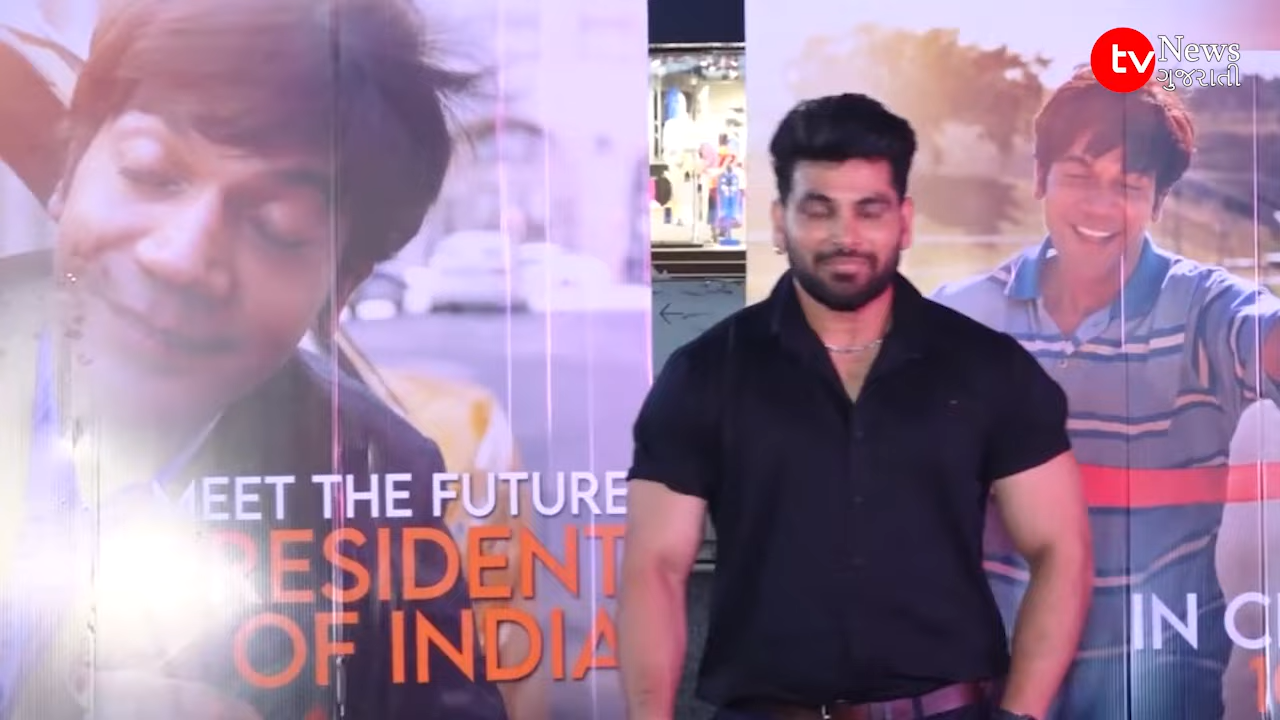 tv News
ગુજરાતી
MEET THE FUTURE
RESIDENT
OF INDIA
IN C